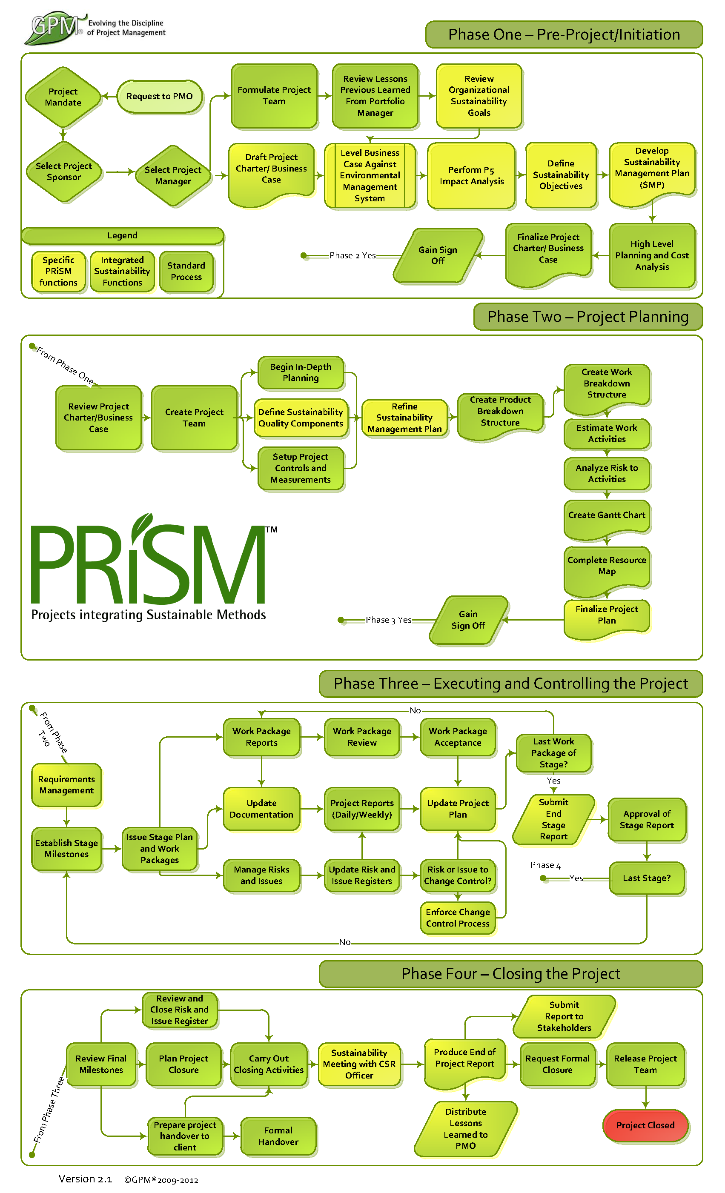 GPM®
Evolving the Discipline
of Project Management
Phase One – Pre-Project/Initiation
Project
Mandate
Request to PMO
Formulate Project
Team
Review Lessons
Previous Learned
From Portfolio
Manager
Review
Organizational
Sustainability
Goals
Select Project
Sponsor
Select Project
Manager
Draft Project
Charter/ Business
Case
Level Business
Case Against
Environmental
Management
System
Perform P5
Impact Analysis
Define
Sustainability
Objectives
Develop
Sustainability
Management Plan
(SMP)
Legend
Specific
PRiSM
functions
Integrated
Sustainability
Functions
Standard
Process
Phase 2 Yes
Gain Sign
Off
Finalize Project
Charter/ Business
Case
High Level
Planning and Cost
Analysis
Phase Two – Project Planning
From Phase One
Review Project
Charter/Business
Case
Create Project
Team
Begin In-Depth
Planning
Define Sustainability
Quality Components
Setup Project
Controls and
Measurements
Refine
Sustainability
Management Plan
Create Product
Breakdown
Structure
Create Work
Breakdown
Structure
Estimate Work
Activities
Analyze Risk to
Activities
Create Gantt Chart
Complete Resource
Map
Finalize Project
Plan
Gain
Sign Off
Phase 3 Yes
PRiSM™
Projects integrating Sustainable Methods
Phase Three – Executing and Controlling the Project
From Phase
Two
No
Requirements
Management
Establish Stage
Milestones
Issue Stage Plan
and Work
Packages
Work Package
Reports
Work Package
Review
Work Package
Acceptance
Last Work
Package of
Stage?
Yes
Update
Documentation
Project Reports
(Daily/Weekly)
Update Project
Plan
Submit
End
Stage
Report
Approval of
Stage Report
Manage Risks
and Issues
Update Risk and
Issue Registers
Risk or Issue to
Change Control?
Enforce Change
Control Process
Phase 4
Yes
Last Stage?
No
Phase Four – Closing the Project
From Phase Three
Review and
Close Risk and
Issue Register
Review Final
Milestones
Plan Project
Closure
Carry Out
Closing Activities
Prepare project
handover to
client
Formal
Handover
Sustainability
Meeting with CSR
Officer
Produce End of
Project Report
Submit
Report to
Stakeholders
Distribute
Lessons
Learned to
PMO
Request Formal
Closure
Release Project
Team
Project Closed
Version 2.1 ©GPM® 2009-2012